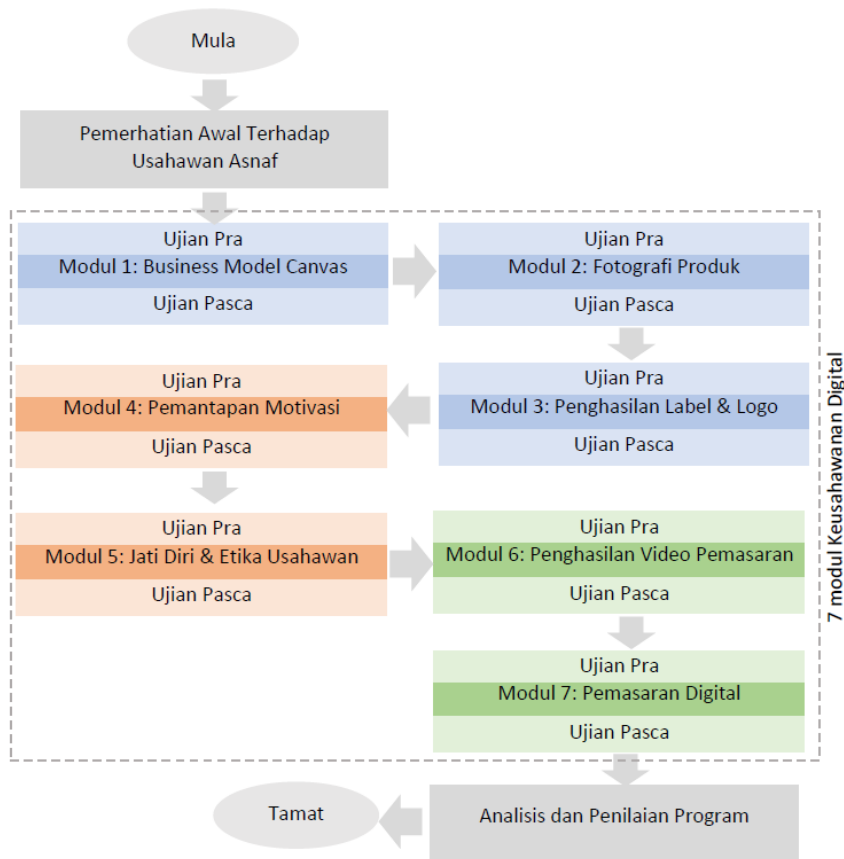 Mula
Pemerhatian Awal Terhadap
Usahawan Asnaf
Ujian Pra
Modul 1: Business Model Canvas
Ujian Pasca
Ujian Pra
Modul 2: Fotografi Produk
Ujian Pasca
Ujian Pra
Modul 3: Penghasilan Label & Logo
Ujian Pasca
Ujian Pra
Modul 4: Pemantapan Motivasi
Ujian Pasca
Ujian Pra
Modul 5: Jati Diri & Etika Usahawan
Ujian Pasca
Ujian Pra
Modul 6: Penghasilan Video Pemasaran
Ujian Pasca
Ujian Pra
Modul 7: Pemasaran Digital
Ujian Pasca
7 modul Keusahawanan Digital
Analisis dan Penilaian Program
Tamat